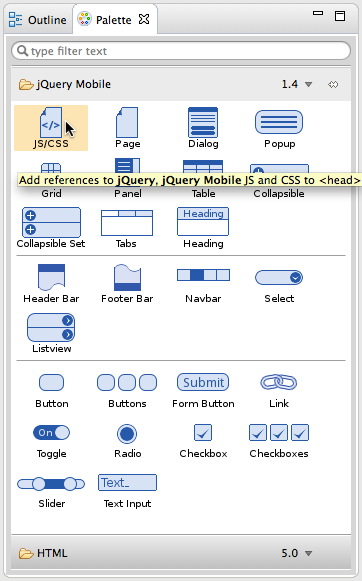 Outline Palette
type filter text
jQuery Mobile 1.4
</>
JS/CSS Page Dialog Popup
Grid Panel Table Collapsible
Add references to jQuery, jQuery Mobile JS and CSS to <head>
Heading
Collapsible Set Tabs Heading
Header Bar Footer Bar Navbar Select
Listview
Submit
Button Buttons Form Button Link
On
Toggle Radio Checkbox Checkboxes
Text_
Slider Text Input
HTML 5.0